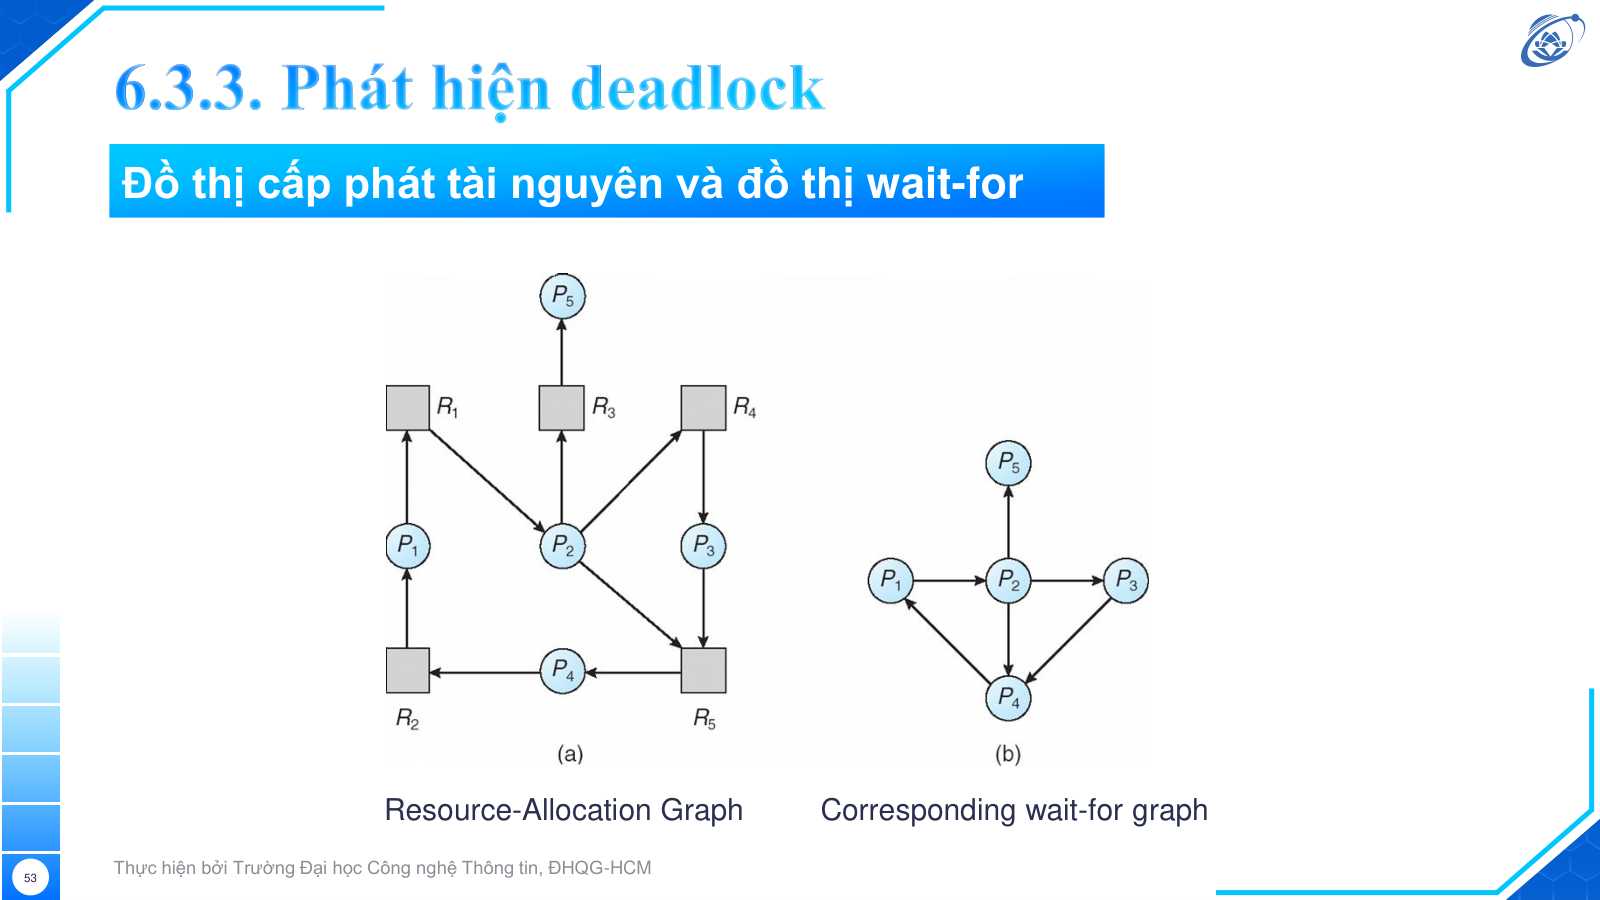 6.3.3. Phát hiện deadlock
Đồ thị cấp phát tài nguyên và đồ thị wait-for
P5
R1
R3
R4
P1
P2
P3
P4
R2
R5
(a)
P5
P1
P2
P3
P4
(b)
Resource-Allocation Graph
Corresponding wait-for graph
Thực hiện bởi Trường Đại học Công nghệ Thông tin, ĐHQG-HCM
53